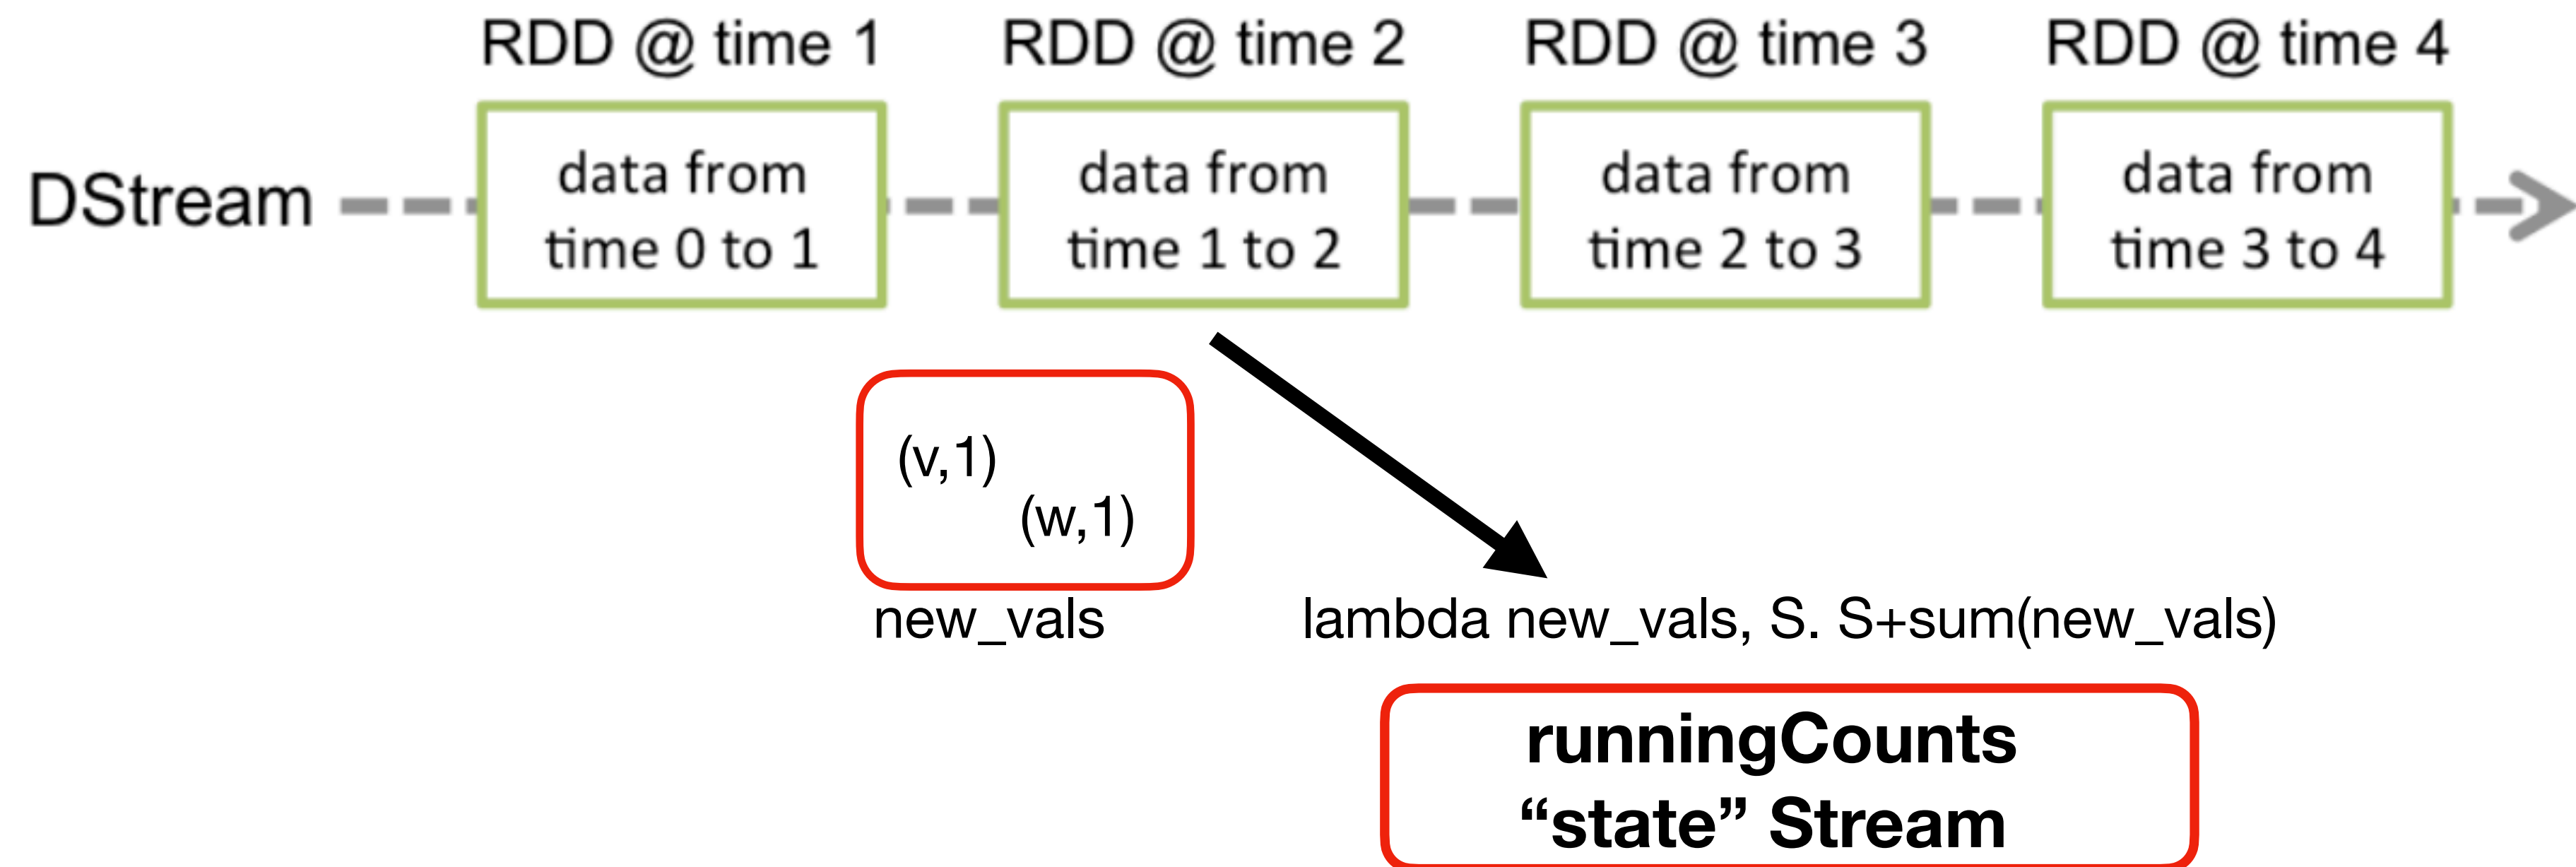 RDD @ time 1 RDD @ time 2 RDD @ time 3 RDD @ time 4
DStream
data from
time 0 to 1
data from
time 1 to 2
data from
time 2 to 3
data from
time 3 to 4
(v,1)
(w,1)
new_vals
lambda new_vals, S. S+sum(new_vals)
runningCounts
“state” Stream